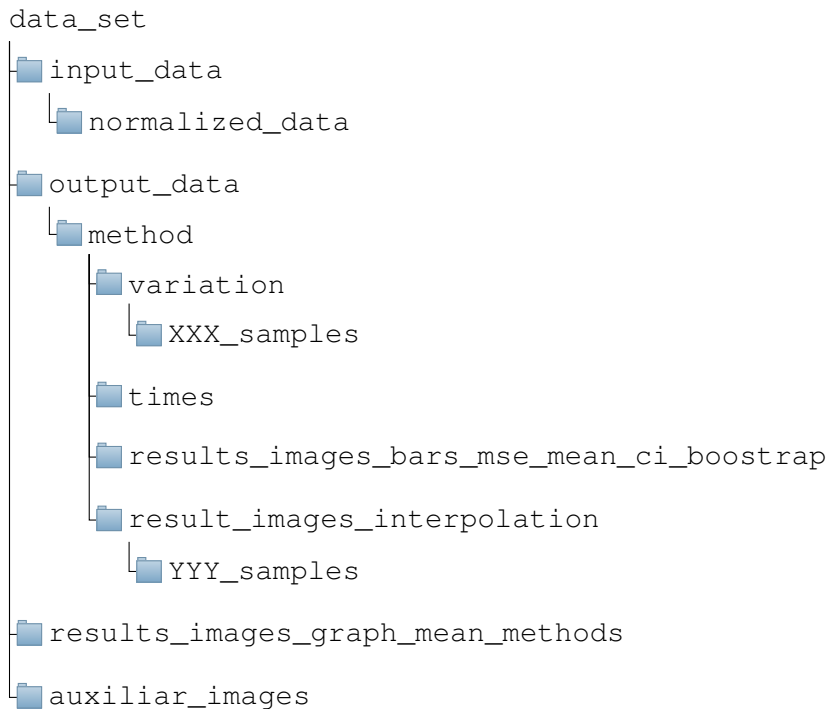 data_set
input_data
normalized_data
output_data
method
variation
XXX_samples
times
results_images_bars_mse_mean_ci_boostrap
result_images_interpolation
YYY_samples
results_images_graph_mean_methods
auxiliar_images